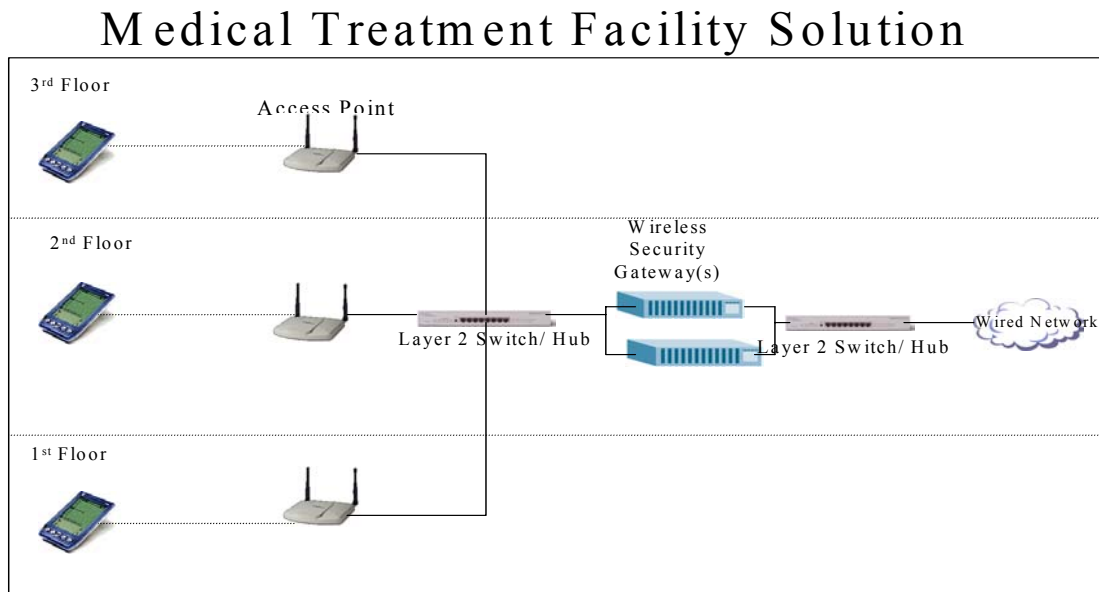 Medical Treatment Facility Solution
3rd Floor
Access Point
2nd Floor
Wireless
Security
Gateway(s)
Layer 2 Switch/ Hub
Layer 2 Switch/ Hub
Wired Network
1st Floor